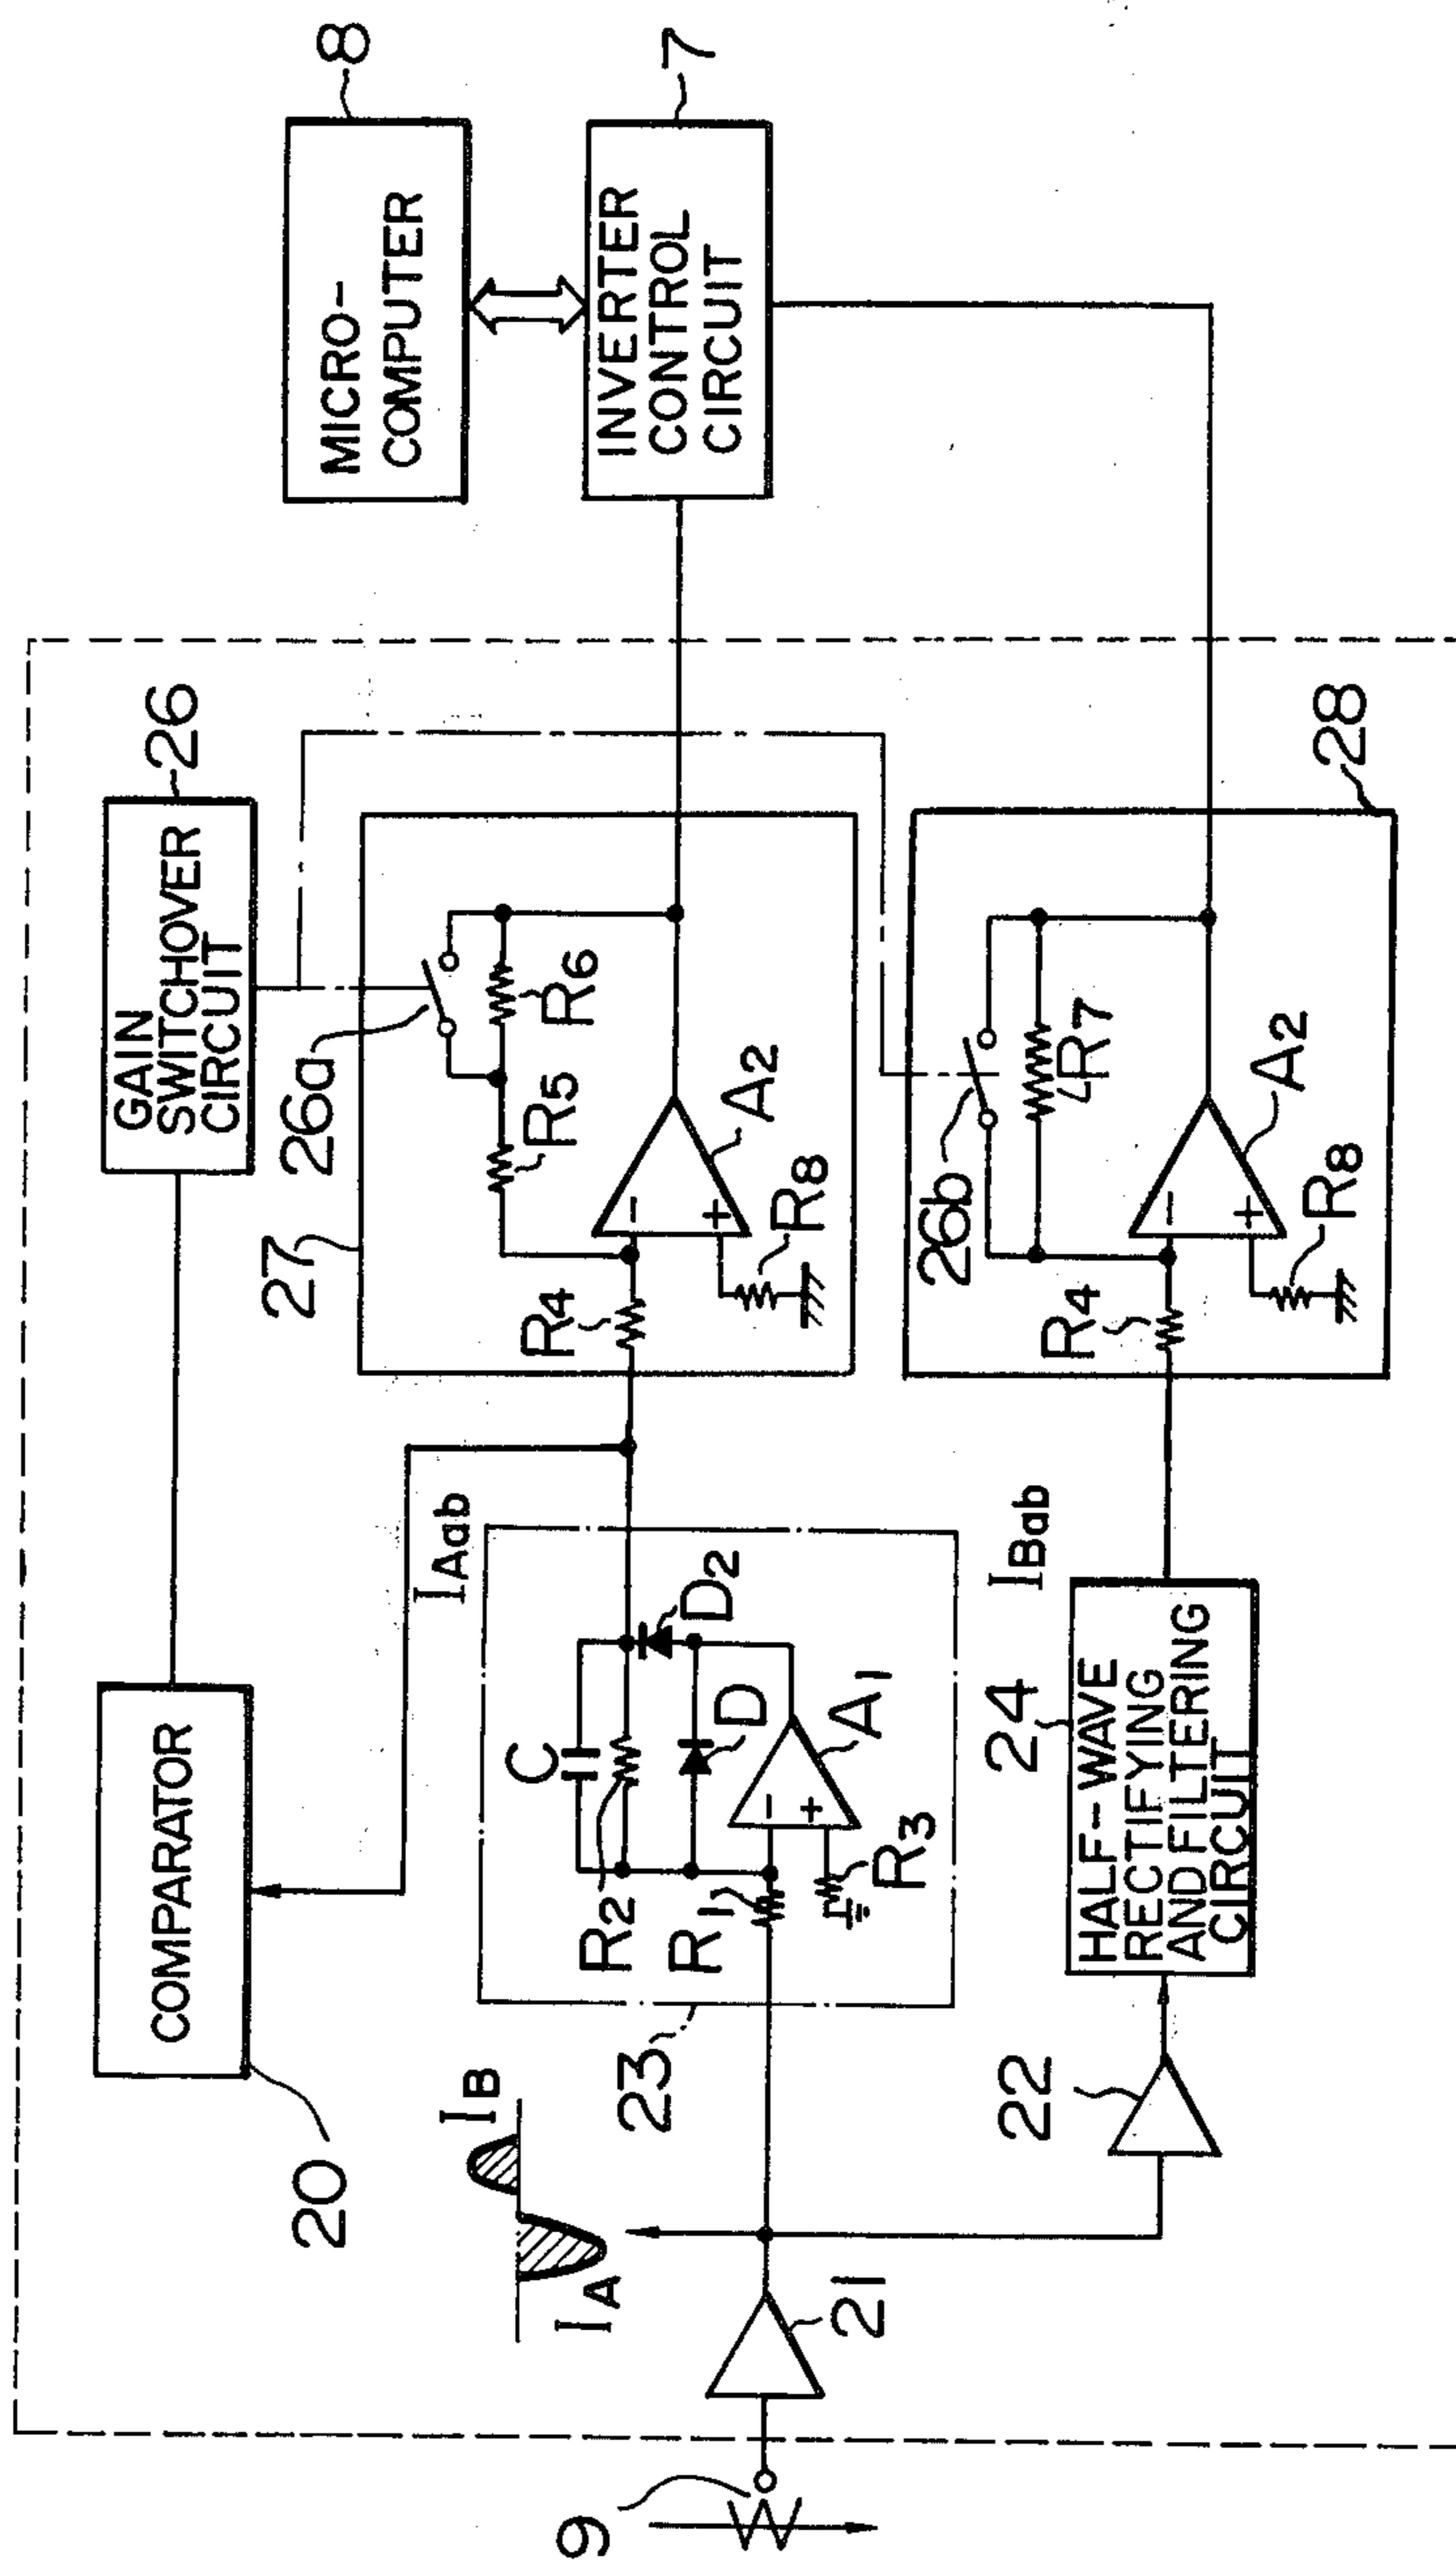 20
COMPARATOR
GAIN
SWITCHOVER
CIRCUIT
26
MICRO-
COMPUTER
8
IA
IB
IAab
27
26a
R4
R5
R6
A2
R8
INVERTER
CONTROL
CIRCUIT
7
9
21
23
C
R2
R1
D
D2
A1
R3
-
+
-
+
22
24
HALF-WAVE
RECTIFYING
AND FILTERING
CIRCUIT
IBab
26b
R4
R7
A2
R8
-
+
28